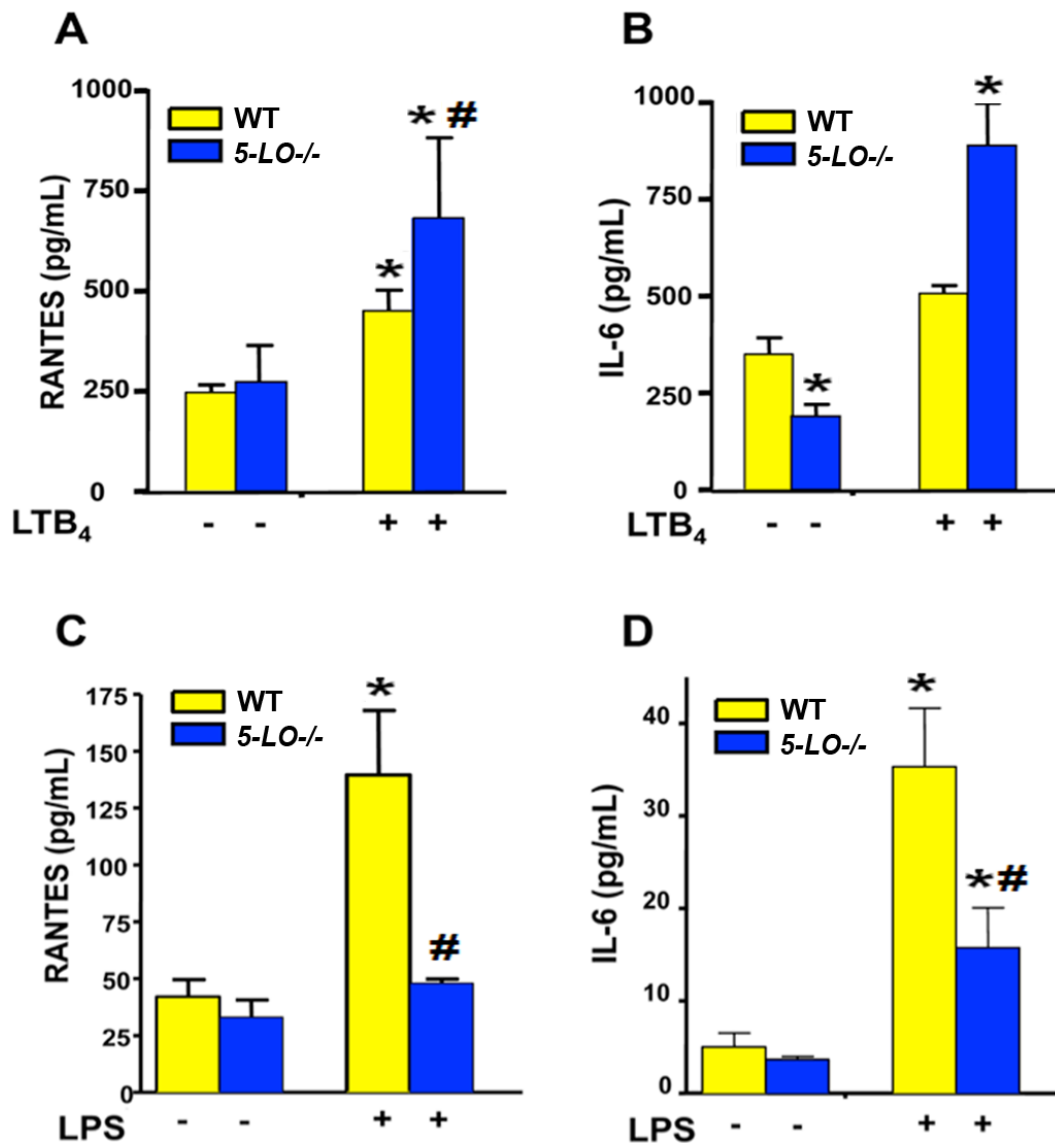 A
1000
750
500
250
0
RANTES (pg/mL)
WT
5-LO-/-
*
* #
LTB4
- - + +
B
1000
750
500
250
0
IL-6 (pg/mL)
WT
5-LO-/-
*
*
LTB4
- - + +
C
175
150
125
100
75
50
25
0
RANTES (pg/mL)
WT
5-LO-/-
*
#
LPS
- - + +
D
40
30
20
10
0
IL-6 (pg/mL)
WT
5-LO-/-
*
*#
LPS
- - + +